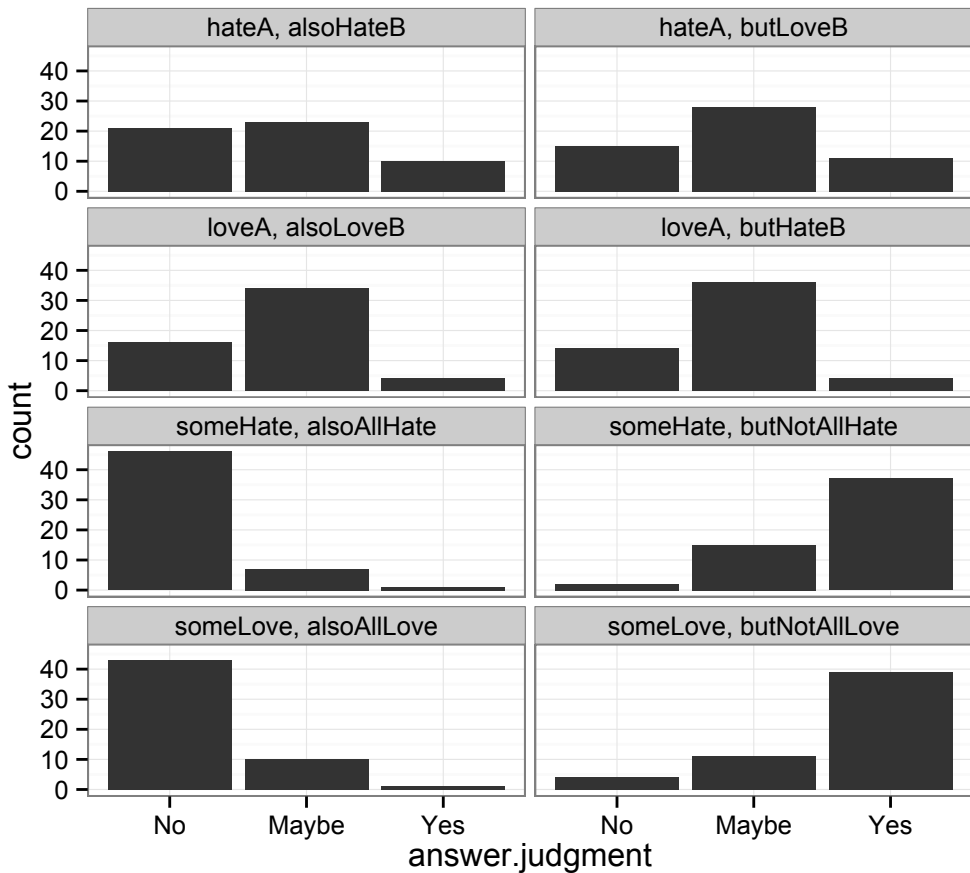 hateA, alsoHateB
hateA, butLoveB
40
30
20
10
0
loveA, alsoLoveB
loveA, butHateB
40
30
20
10
0
someHate, alsoAllHate
someHate, butNotAllHate
40
30
20
10
0
someLove, alsoAllLove
someLove, butNotAllLove
40
30
20
10
0
count
No Maybe Yes
No Maybe Yes
answer.judgment